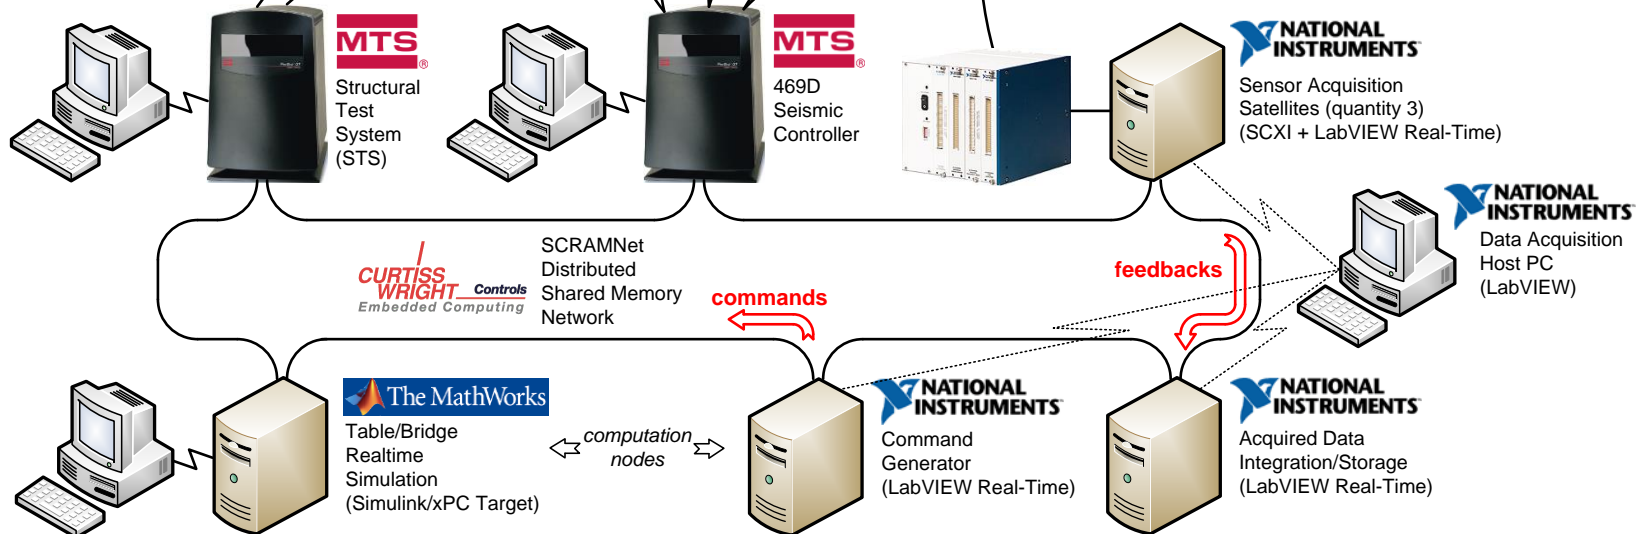 MTS
®
Structural
Test
System
(STS)
MTS
®
469D
Seismic
Controller
NATIONAL
INSTRUMENTS
Sensor Acquisition
Satellites (quantity 3)
(SCXI + LabVIEW Real-Time)
NATIONAL
INSTRUMENTS
Data Acquisition
Host PC
(LabVIEW)
CURTISS
WRIGHT Controls
Embedded Computing
SCRAMNet
Distributed
Shared Memory
Network
commands
feedbacks
The MathWorks
Table/Bridge
Realtime
Simulation
(Simulink/xPC Target)
computation
nodes
NATIONAL
INSTRUMENTS
Command
Generator
(LabVIEW Real-Time)
NATIONAL
INSTRUMENTS
Acquired Data
Integration/Storage
(LabVIEW Real-Time)